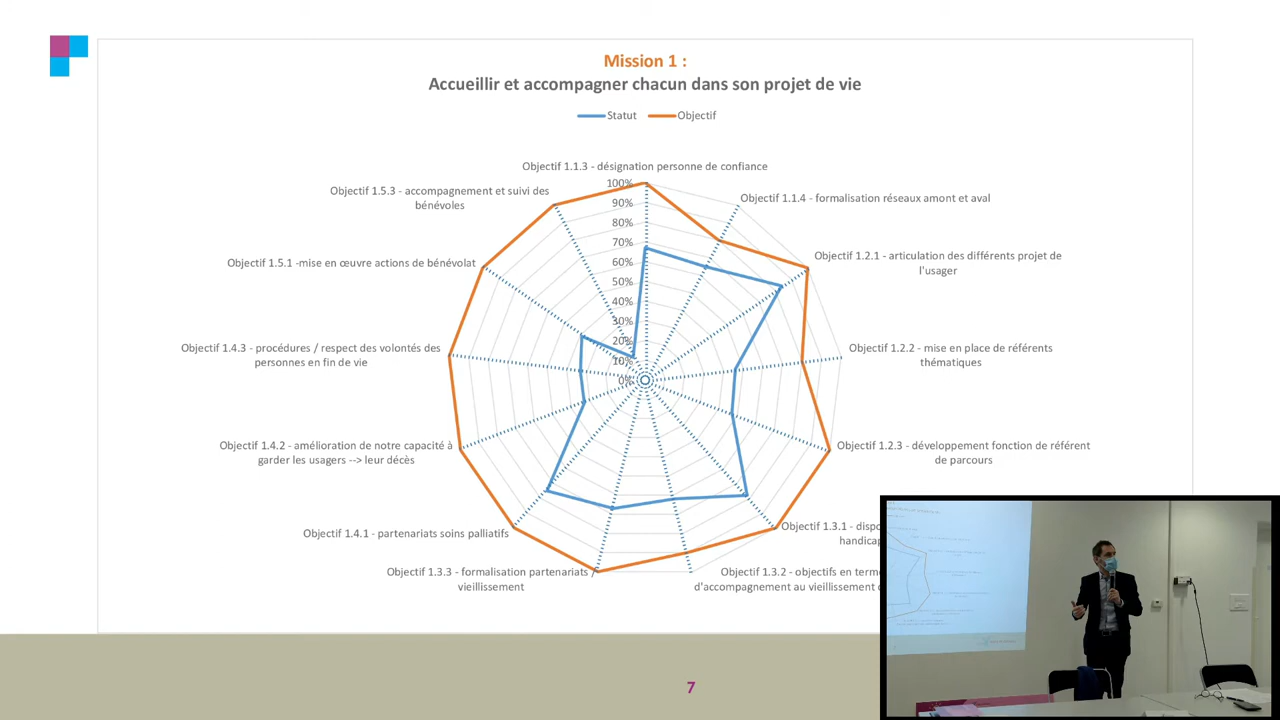 Mission 1 :
Accueillir et accompagner chacun dans son projet de vie
Statut
Objectif
Objectif 1.1.3 - désignation personne de confiance
Objectif 1.1.4 - formalisation réseaux amont et aval
Objectif 1.2.1 - articulation des différents projet de
l'usager
Objectif 1.2.2 - mise en place de référents
thématiques
Objectif 1.2.3 - développement fonction de référent
de parcours
Objectif 1.3.1 -
handicap
Objectif 1.3.2 - objectifs en terme
d'accompagnement au vieillissement
Objectif 1.3.3 - formalisation partenariats /
vieillissement
Objectif 1.4.1 - partenariats soins palliatifs
Objectif 1.4.2 - amélioration de notre capacité à
garder les usagers --> leur décès
Objectif 1.4.3 - procédures / respect des volontés des
personnes en fin de vie
Objectif 1.5.1 -mise en œuvre actions de bénévolat
Objectif 1.5.3 - accompagnement et suivi des
bénévoles
100%
90%
80%
70%
60%
50%
40%
30%
20%
10%
0%
7